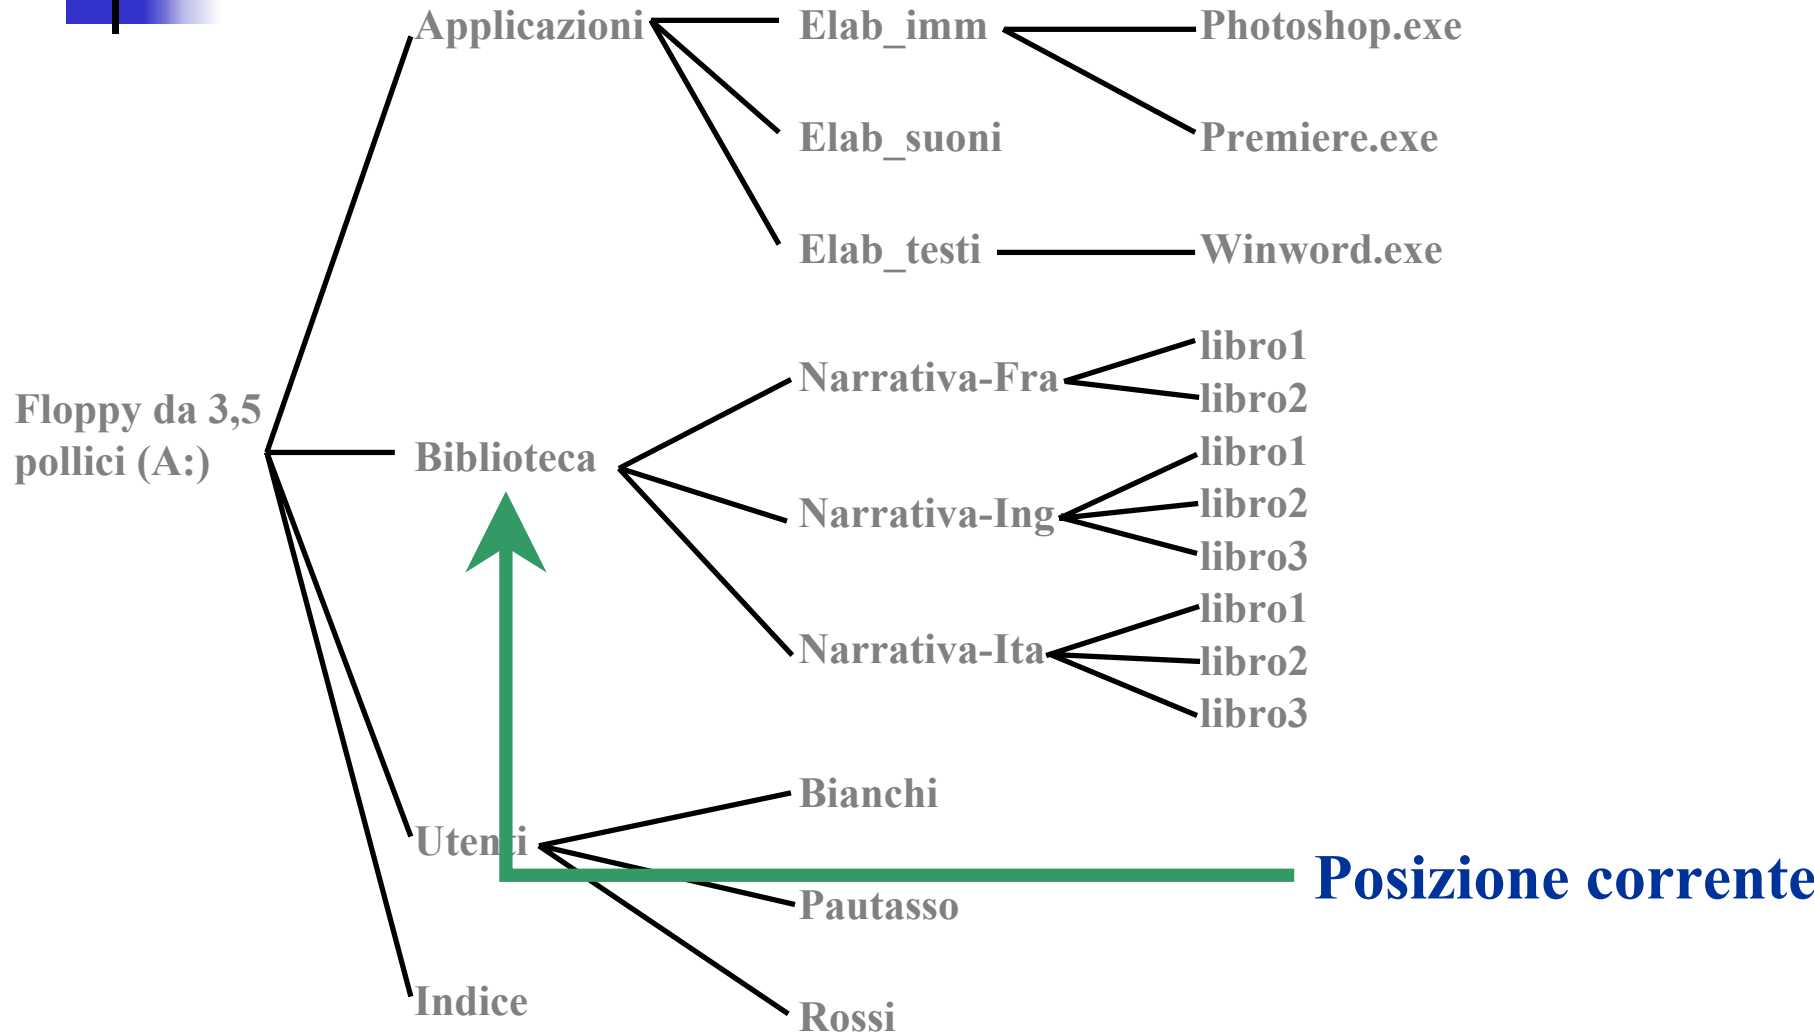 Applicazioni
Elab_imm
Photoshop.exe
Elab_suoni
Premiere.exe
Elab_testi
Winword.exe
Floppy da 3,5
pollici (A:)
Biblioteca
Narrativa-Fra
libro1
libro2
Narrativa-Ing
libro1
libro2
libro3
Narrativa-Ita
libro1
libro2
libro3
Utenti
Bianchi
Pautasso
Rossi
Posizione corrente
Indice